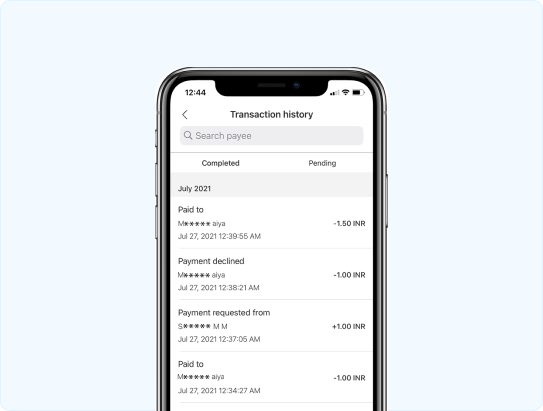 12:44
Transaction history
Search payee
Completed Pending
July 2021
Paid to
M***** aiya -1.50 INR
Jul 27, 2021 12:39:55 AM
Payment declined
M***** aiya -1.00 INR
Jul 27, 2021 12:38:21 AM
Payment requested from
S***** M M +1.00 INR
Jul 27, 2021 12:37:05 AM
Paid to
M***** aiya -1.00 INR
Jul 27, 2021 12:34:27 AM